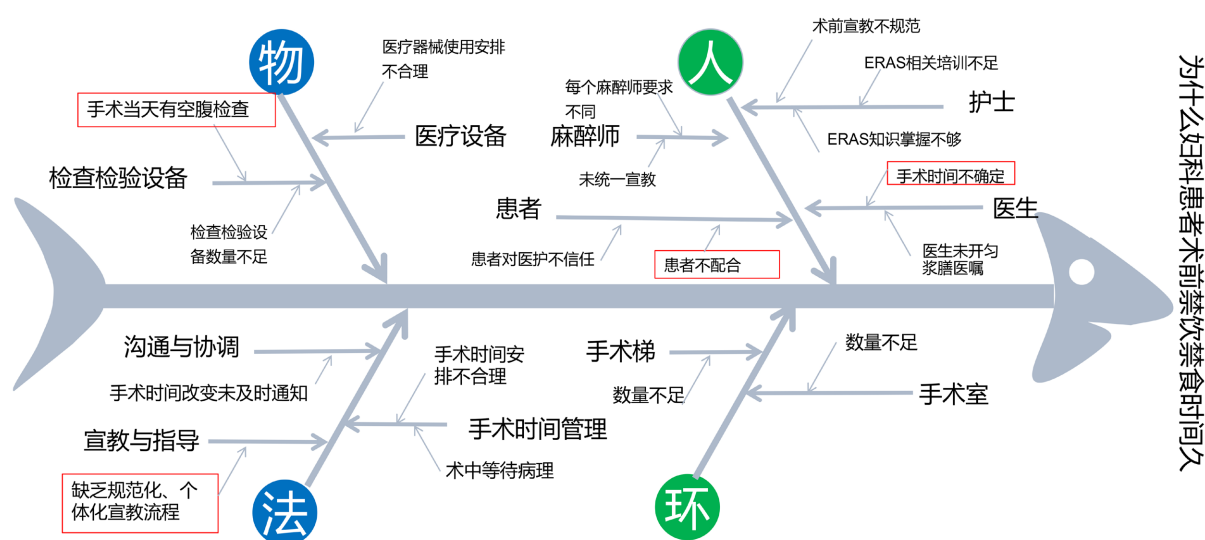 物
人
术前宣教不规范
医疗器械使用安排
不合理
ERAS相关培训不足
护士
每个麻醉师要求
不同
手术当天有空腹检查
医疗设备
麻醉师
ERAS知识掌握不够
检查检验设备
未统一宣教
手术时间不确定
患者
医生
检查检验设
备数量不足
患者对医护不信任
患者不配合
医生未开匀
浆膳医嘱
为什么妇科患者术前禁饮禁食时间久
沟通与协调
手术时间安
排不合理
手术梯
数量不足
手术时间改变未及时通知
数量不足
手术室
宣教与指导
手术时间管理
术中等待病理
缺乏规范化、个
体化宣教流程
法
环